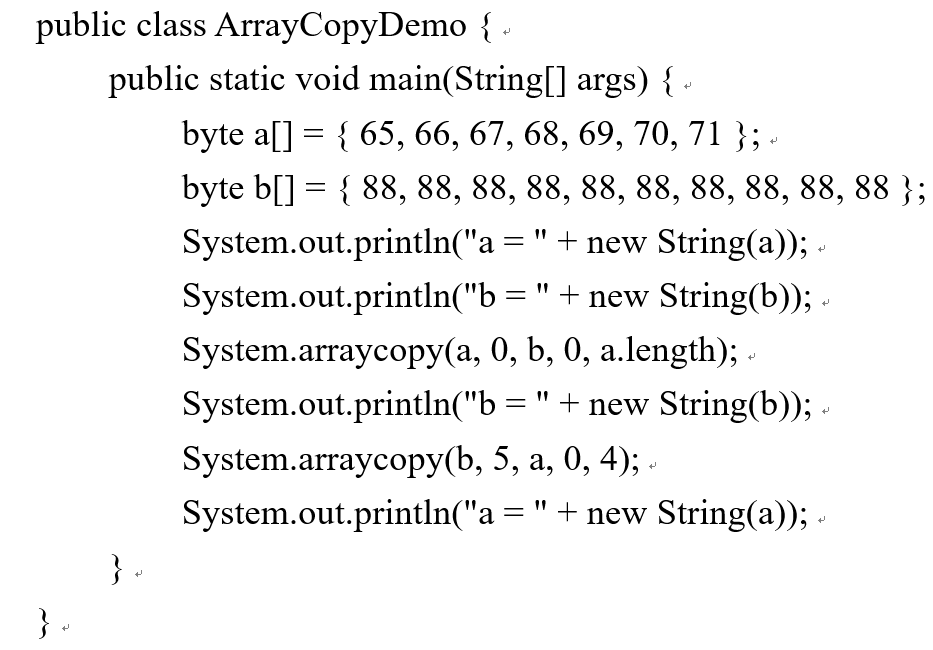 public class ArrayCopyDemo {
public static void main(String[] args) {
byte a[] = { 65, 66, 67, 68, 69, 70, 71 };
byte b[] = { 88, 88, 88, 88, 88, 88, 88, 88, 88, 88 };
System.out.println("a = " + new String(a));
System.out.println("b = " + new String(b));
System.arraycopy(a, 0, b, 0, a.length);
System.out.println("b = " + new String(b));
System.arraycopy(b, 5, a, 0, 4);
System.out.println("a = " + new String(a));
}
}